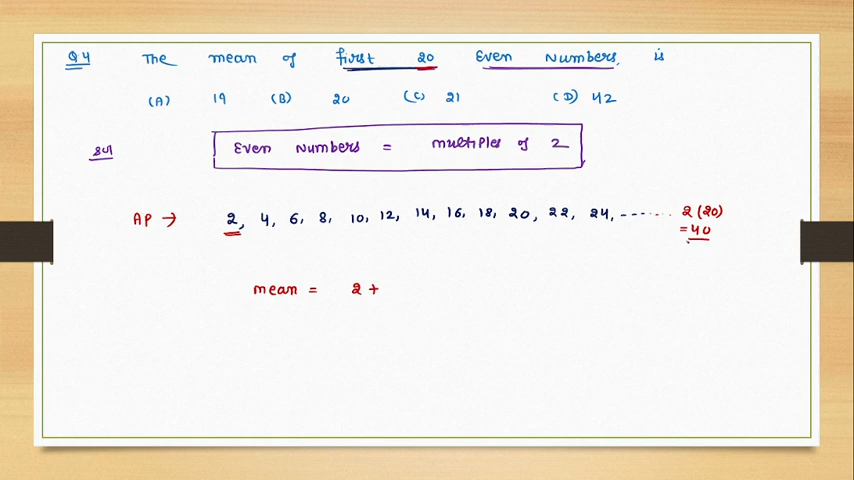 Q4 The mean of first 20 Even Numbers, is
(A) 19 (B) 20 (C) 21 (D) 42
Sol Even Numbers = multiples of 2
AP → 2, 4, 6, 8, 10, 12, 14, 16, 18, 20, 22, 24, ------- 2(20)
= 40
mean = 2 +